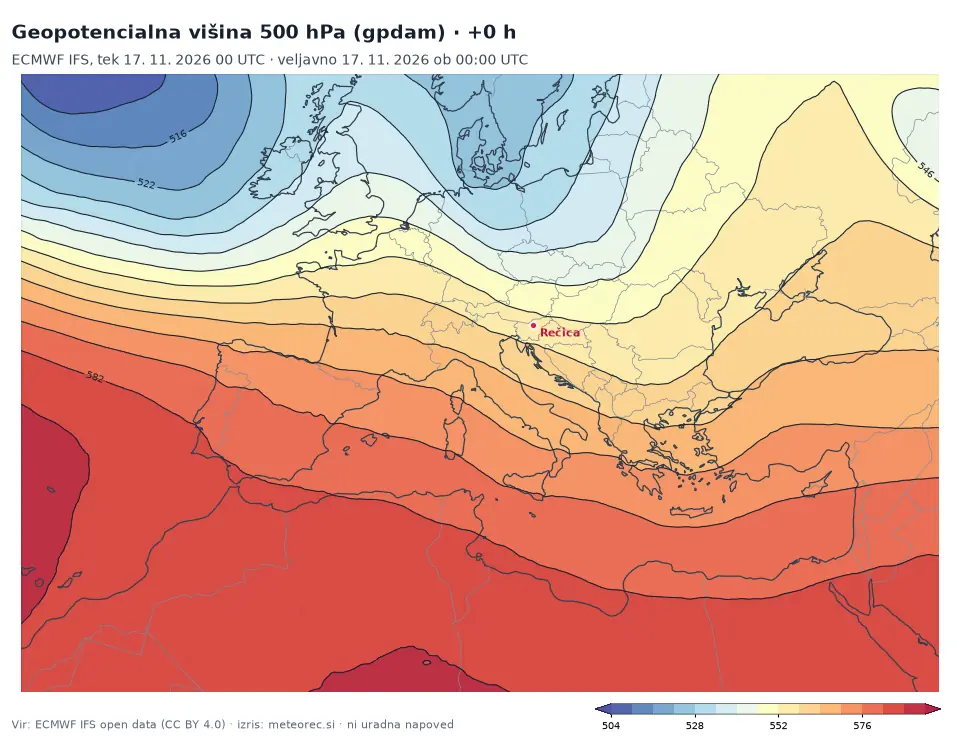 Geopotencialna višina 500 hPa (gpdam) · +0 h
ECMWF IFS, tek 17. 11. 2026 00 UTC · veljavno 17. 11. 2026 ob 00:00 UTC
516
522
546
Rečica
582
504 528 552 576
Vir: ECMWF IFS open data (CC BY 4.0) · izris: meteorec.si · ni uradna napoved